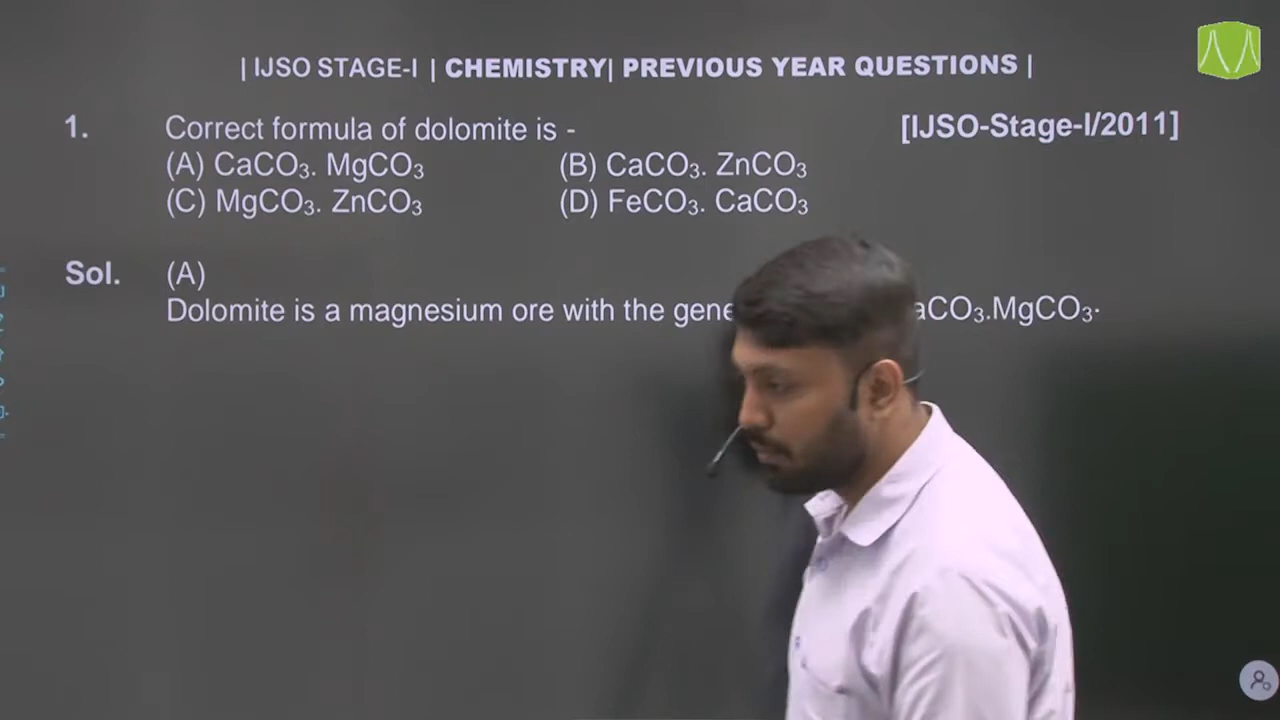 | IJSO STAGE-I | CHEMISTRY| PREVIOUS YEAR QUESTIONS |
1. Correct formula of dolomite is - [IJSO-Stage-I/2011]
(A) CaCO₃. MgCO₃ (B) CaCO₃. ZnCO₃
(C) MgCO₃. ZnCO₃ (D) FeCO₃. CaCO₃
Sol. (A)
Dolomite is a magnesium ore with the gene aCO₃.MgCO₃.